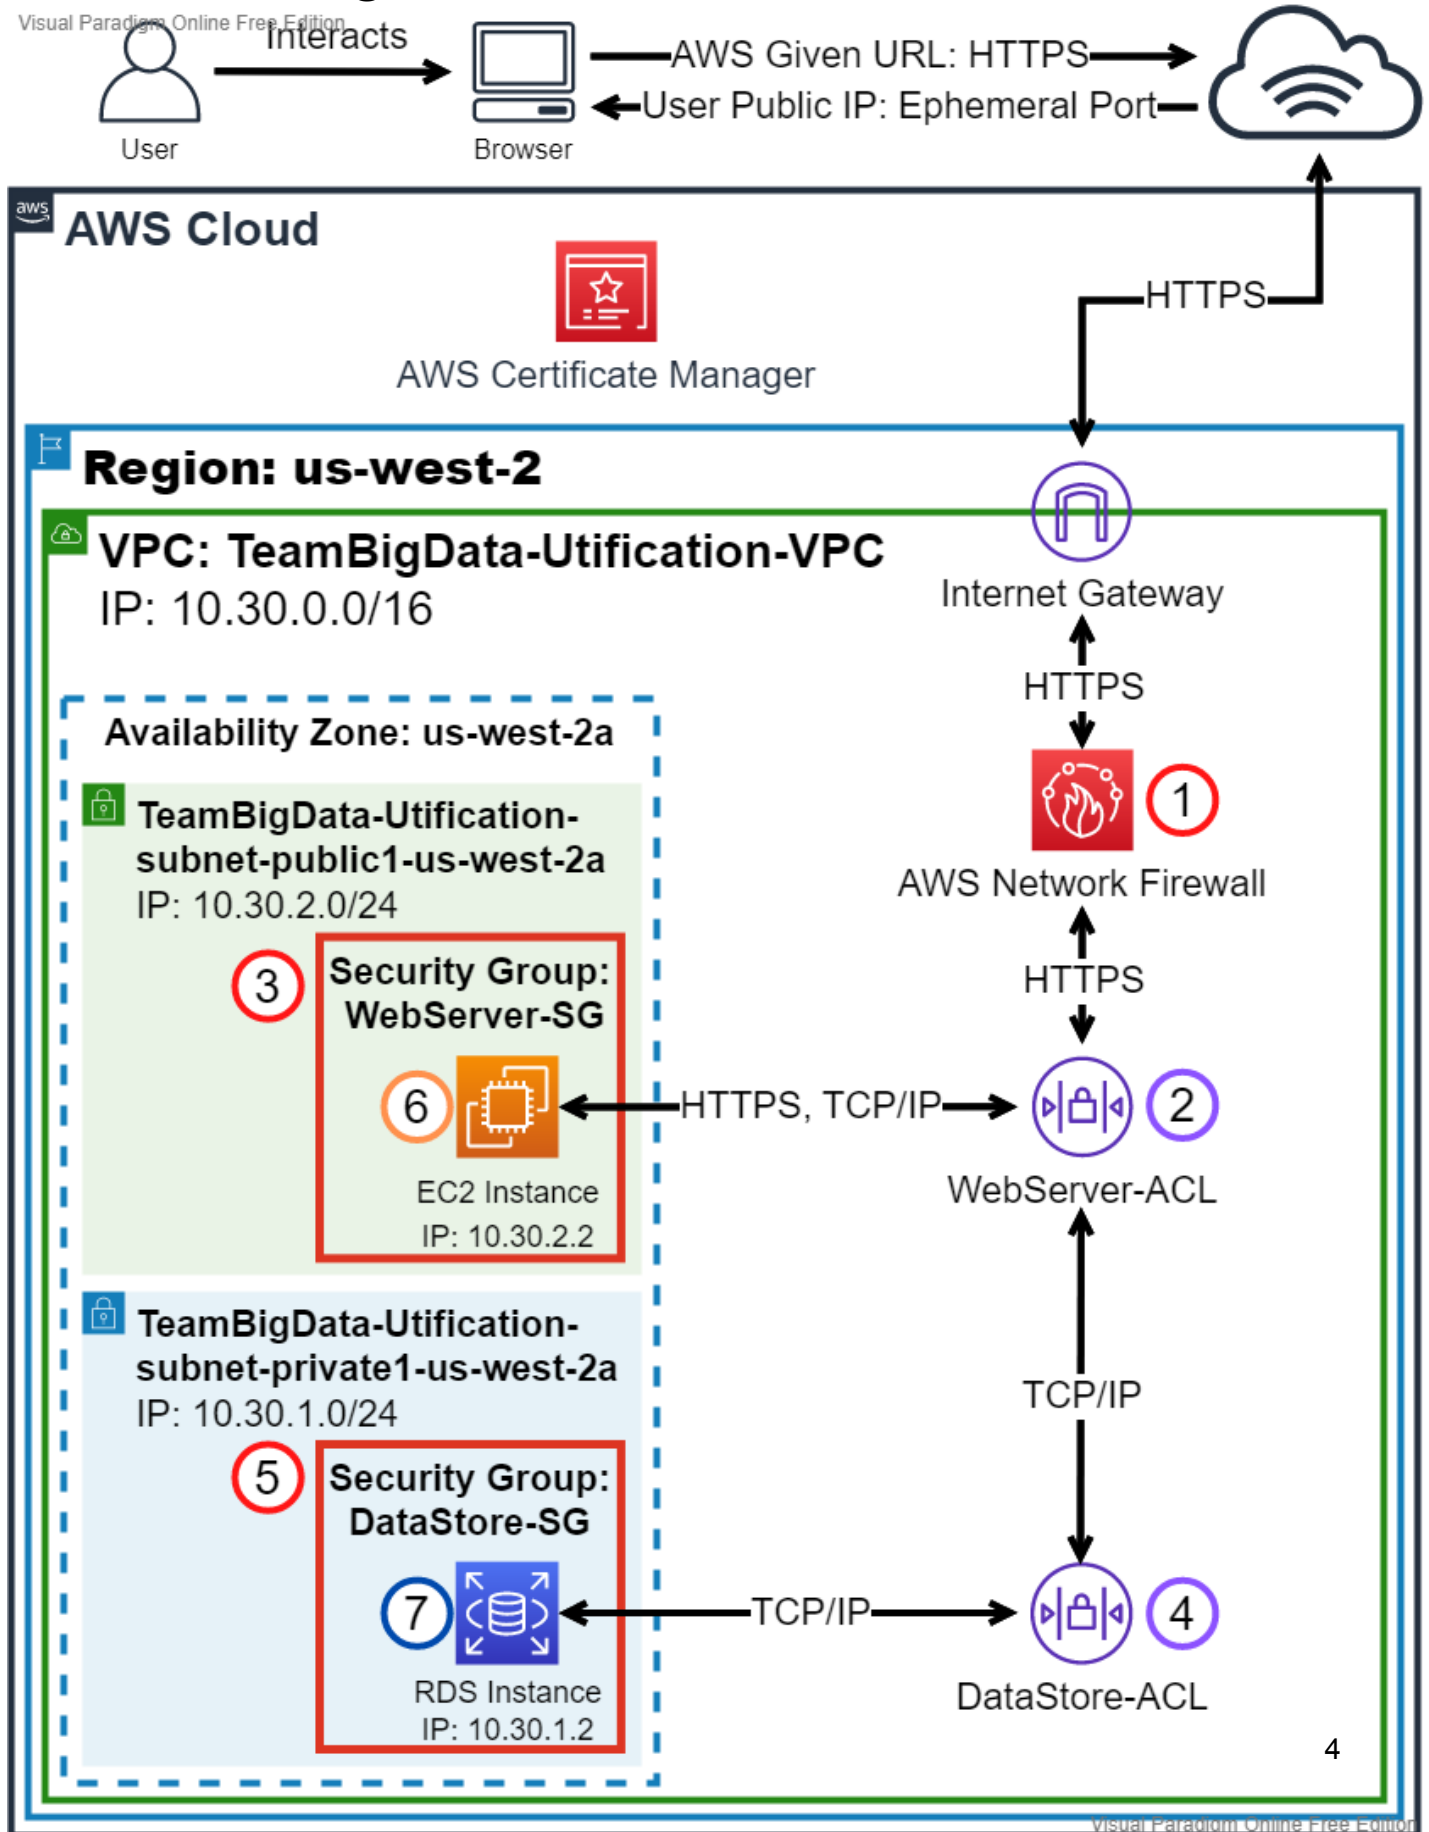 Visual Paradigm Online Free Edition
Interacts
AWS Given URL: HTTPS
User Public IP: Ephemeral Port
User
Browser
aws
AWS Cloud
HTTPS
AWS Certificate Manager
Region: us-west-2
VPC: TeamBigData-Utification-VPC
IP: 10.30.0.0/16
Internet Gateway
HTTPS
Availability Zone: us-west-2a
1
TeamBigData-Utification-
subnet-public1-us-west-2a
IP: 10.30.2.0/24
AWS Network Firewall
3
Security Group:
WebServer-SG
HTTPS
6
HTTPS, TCP/IP
2
EC2 Instance
IP: 10.30.2.2
WebServer-ACL
TeamBigData-Utification-
subnet-private1-us-west-2a
IP: 10.30.1.0/24
TCP/IP
5
Security Group:
DataStore-SG
7
TCP/IP
4
RDS Instance
IP: 10.30.1.2
DataStore-ACL
4
Visual Paradigm Online Free Edition